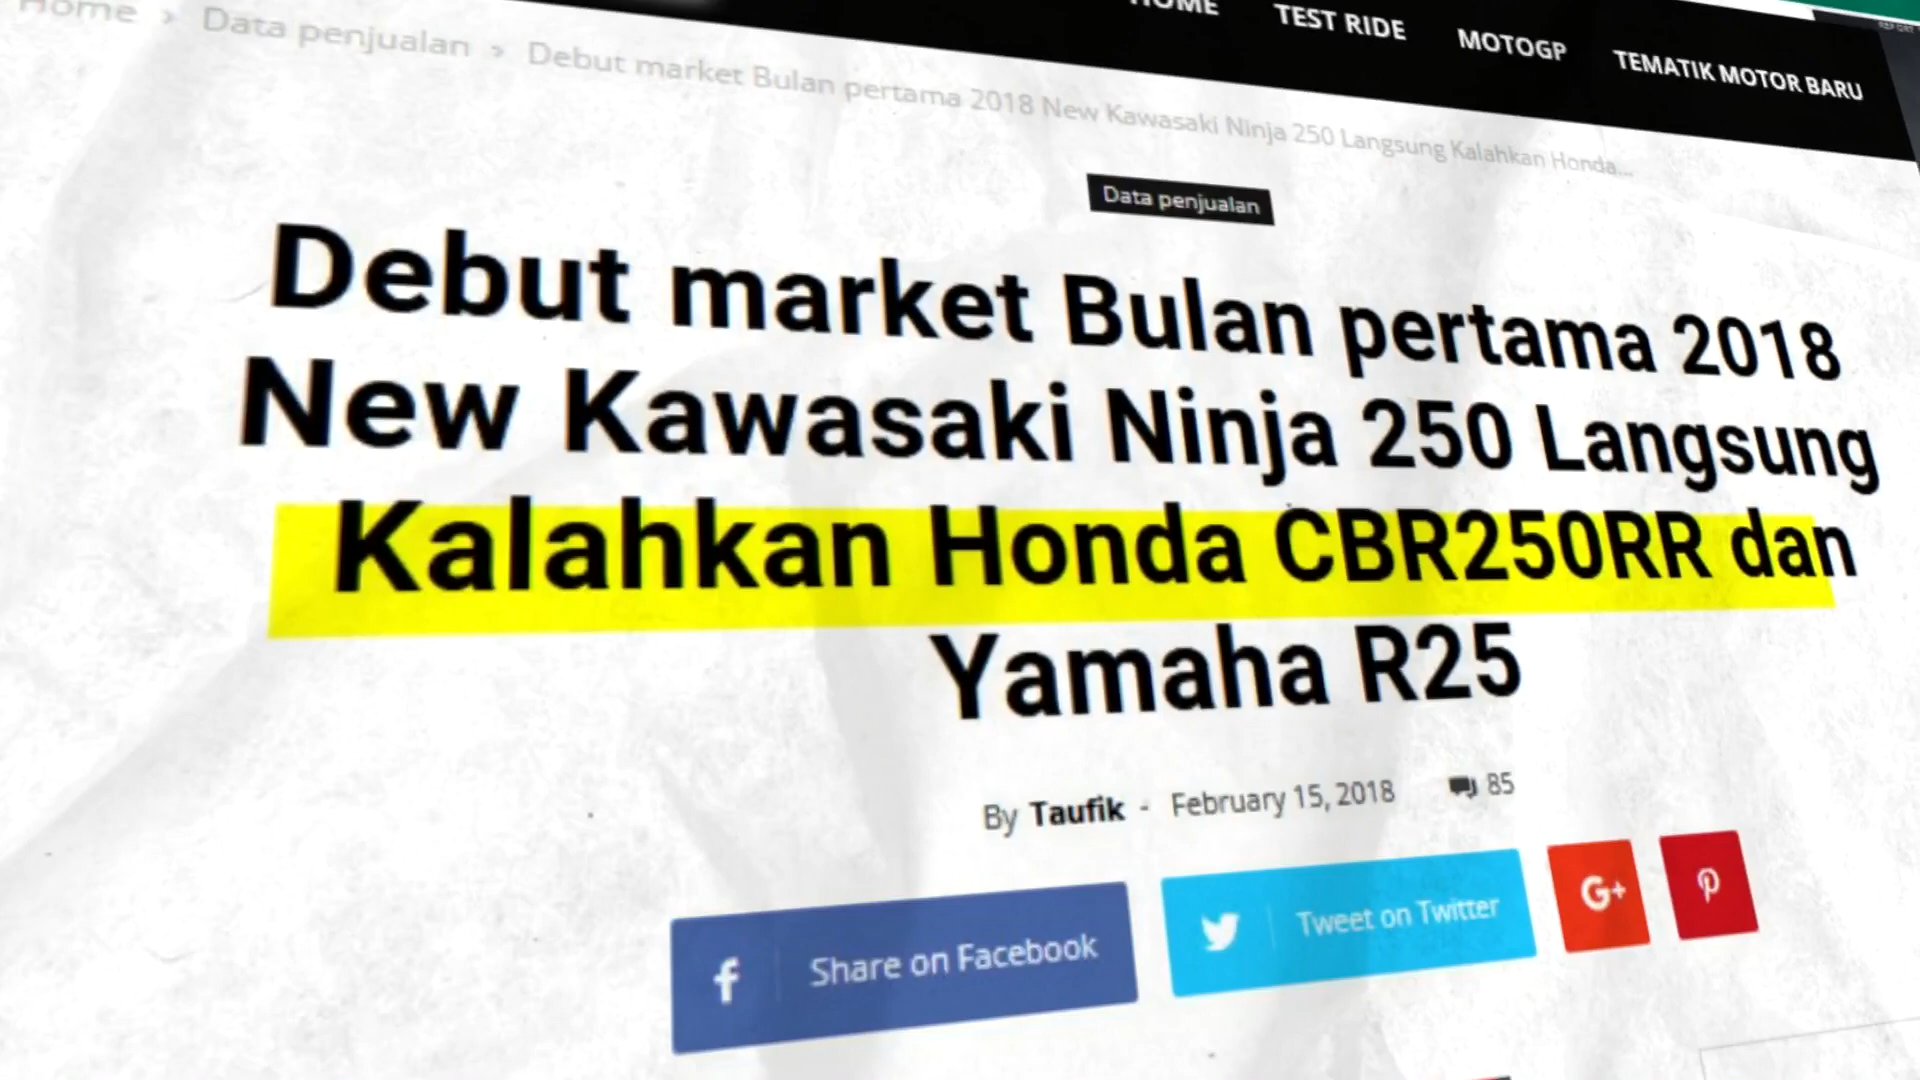 HOME TEST RIDE MOTOGP TEMATIK MOTOR BARU
Home > Data penjualan > Debut market Bulan pertama 2018 New Kawasaki Ninja 250 Langsung Kalahkan Honda...
Data penjualan
Debut market Bulan pertama 2018
New Kawasaki Ninja 250 Langsung
Kalahkan Honda CBR250RR dan
Yamaha R25
By Taufik - February 15, 2018 85
Share on Facebook
Tweet on Twitter
G+